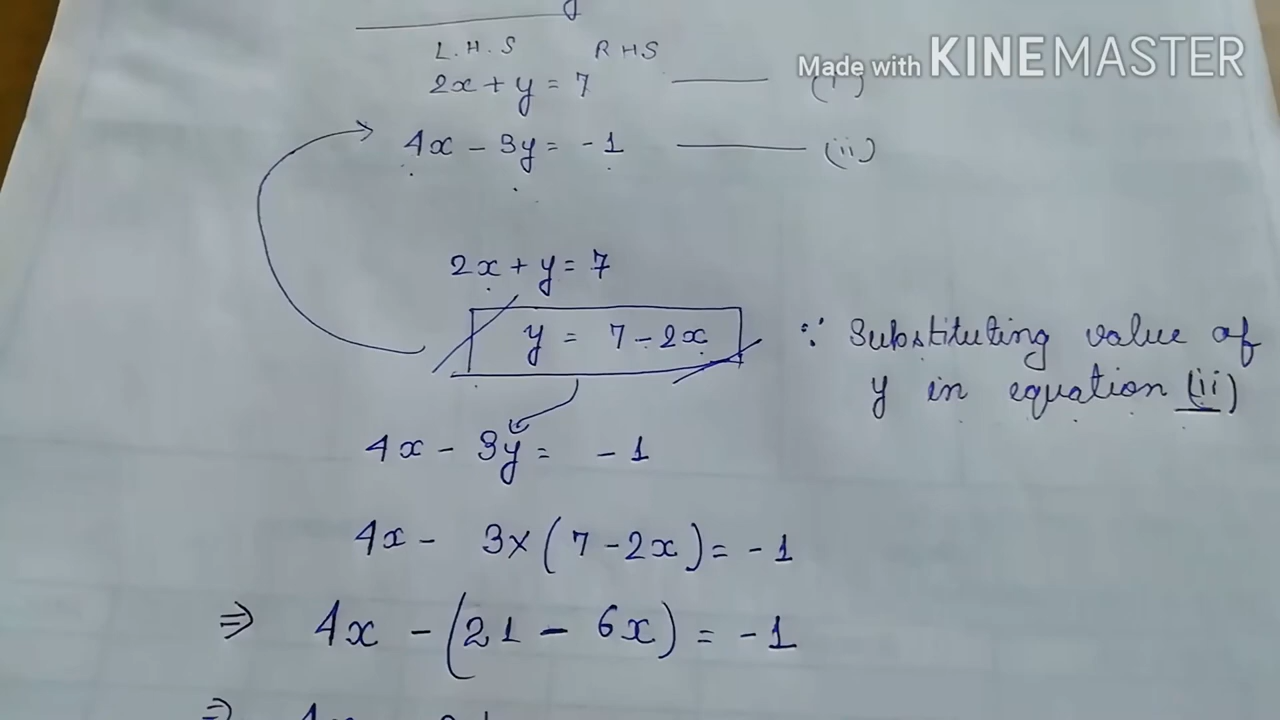 Made with KINEMASTER
L.H.S RHS
2x + y = 7 (i)
4x - 3y = -1 (ii)
2x + y = 7
y = 7 - 2x
∵ Substituting value of
y in equation (ii)
4x - 3y = -1
4x - 3×(7 - 2x) = -1
⇒ 4x - (21 - 6x) = -1
⇒